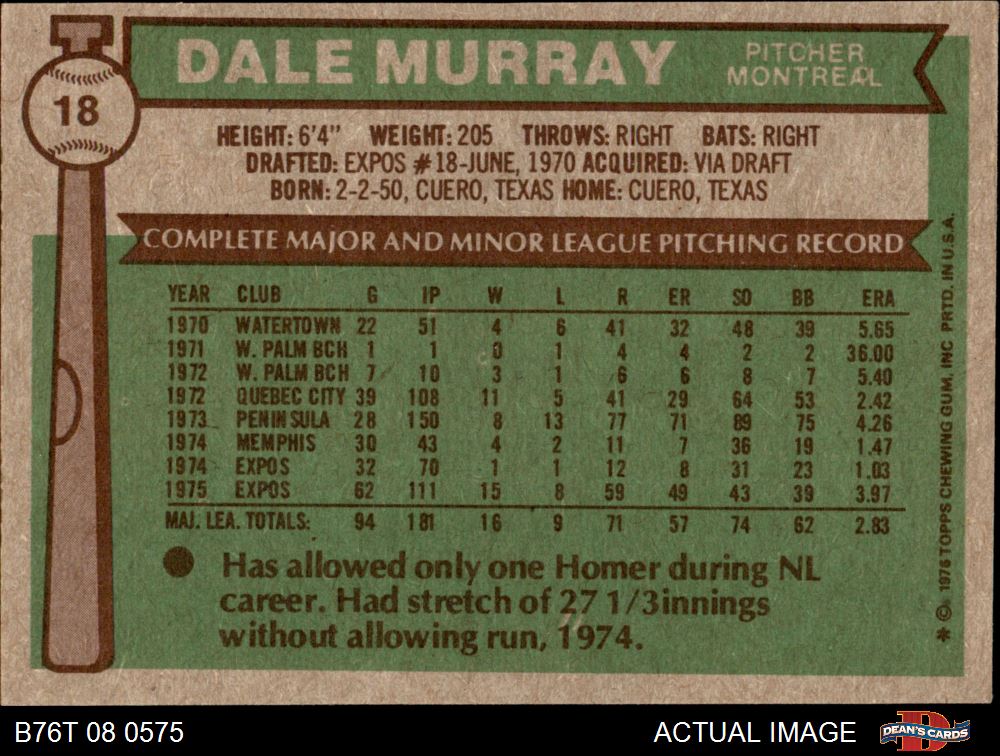 18
DALE MURRAY
PITCHER
MONTREAL
HEIGHT: 6'4" WEIGHT: 205 THROWS: RIGHT BATS: RIGHT
DRAFTED: EXPOS #18-JUNE, 1970 ACQUIRED: VIA DRAFT
BORN: 2-2-50, CUERO, TEXAS HOME: CUERO, TEXAS
COMPLETE MAJOR AND MINOR LEAGUE PITCHING RECORD
YEAR CLUB G IP W L R ER SO BB ERA
1970 WATERTOWN 22 51 4 6 41 32 48 39 5.65
1971 W. PALM BCH 1 1 0 1 4 4 2 2 36.00
1972 W. PALM BCH 7 10 3 1 6 6 8 7 5.40
1972 QUEBEC CITY 39 108 11 5 41 29 64 53 2.42
1973 PENINSULA 28 150 8 13 77 71 89 75 4.26
1974 MEMPHIS 30 43 4 2 11 7 36 19 1.47
1974 EXPOS 32 70 1 1 12 8 31 23 1.03
1975 EXPOS 62 111 15 8 59 49 43 39 3.97
MAJ. LEA. TOTALS: 94 181 16 9 71 57 74 62 2.83
● Has allowed only one Homer during NL
career. Had stretch of 27 1/3innings
without allowing run, 1974.
* © 1976 TOPPS CHEWING GUM, INC PRTD. IN U.S.A.
B76T 08 0575
ACTUAL IMAGE
D
DEAN'S CARDS